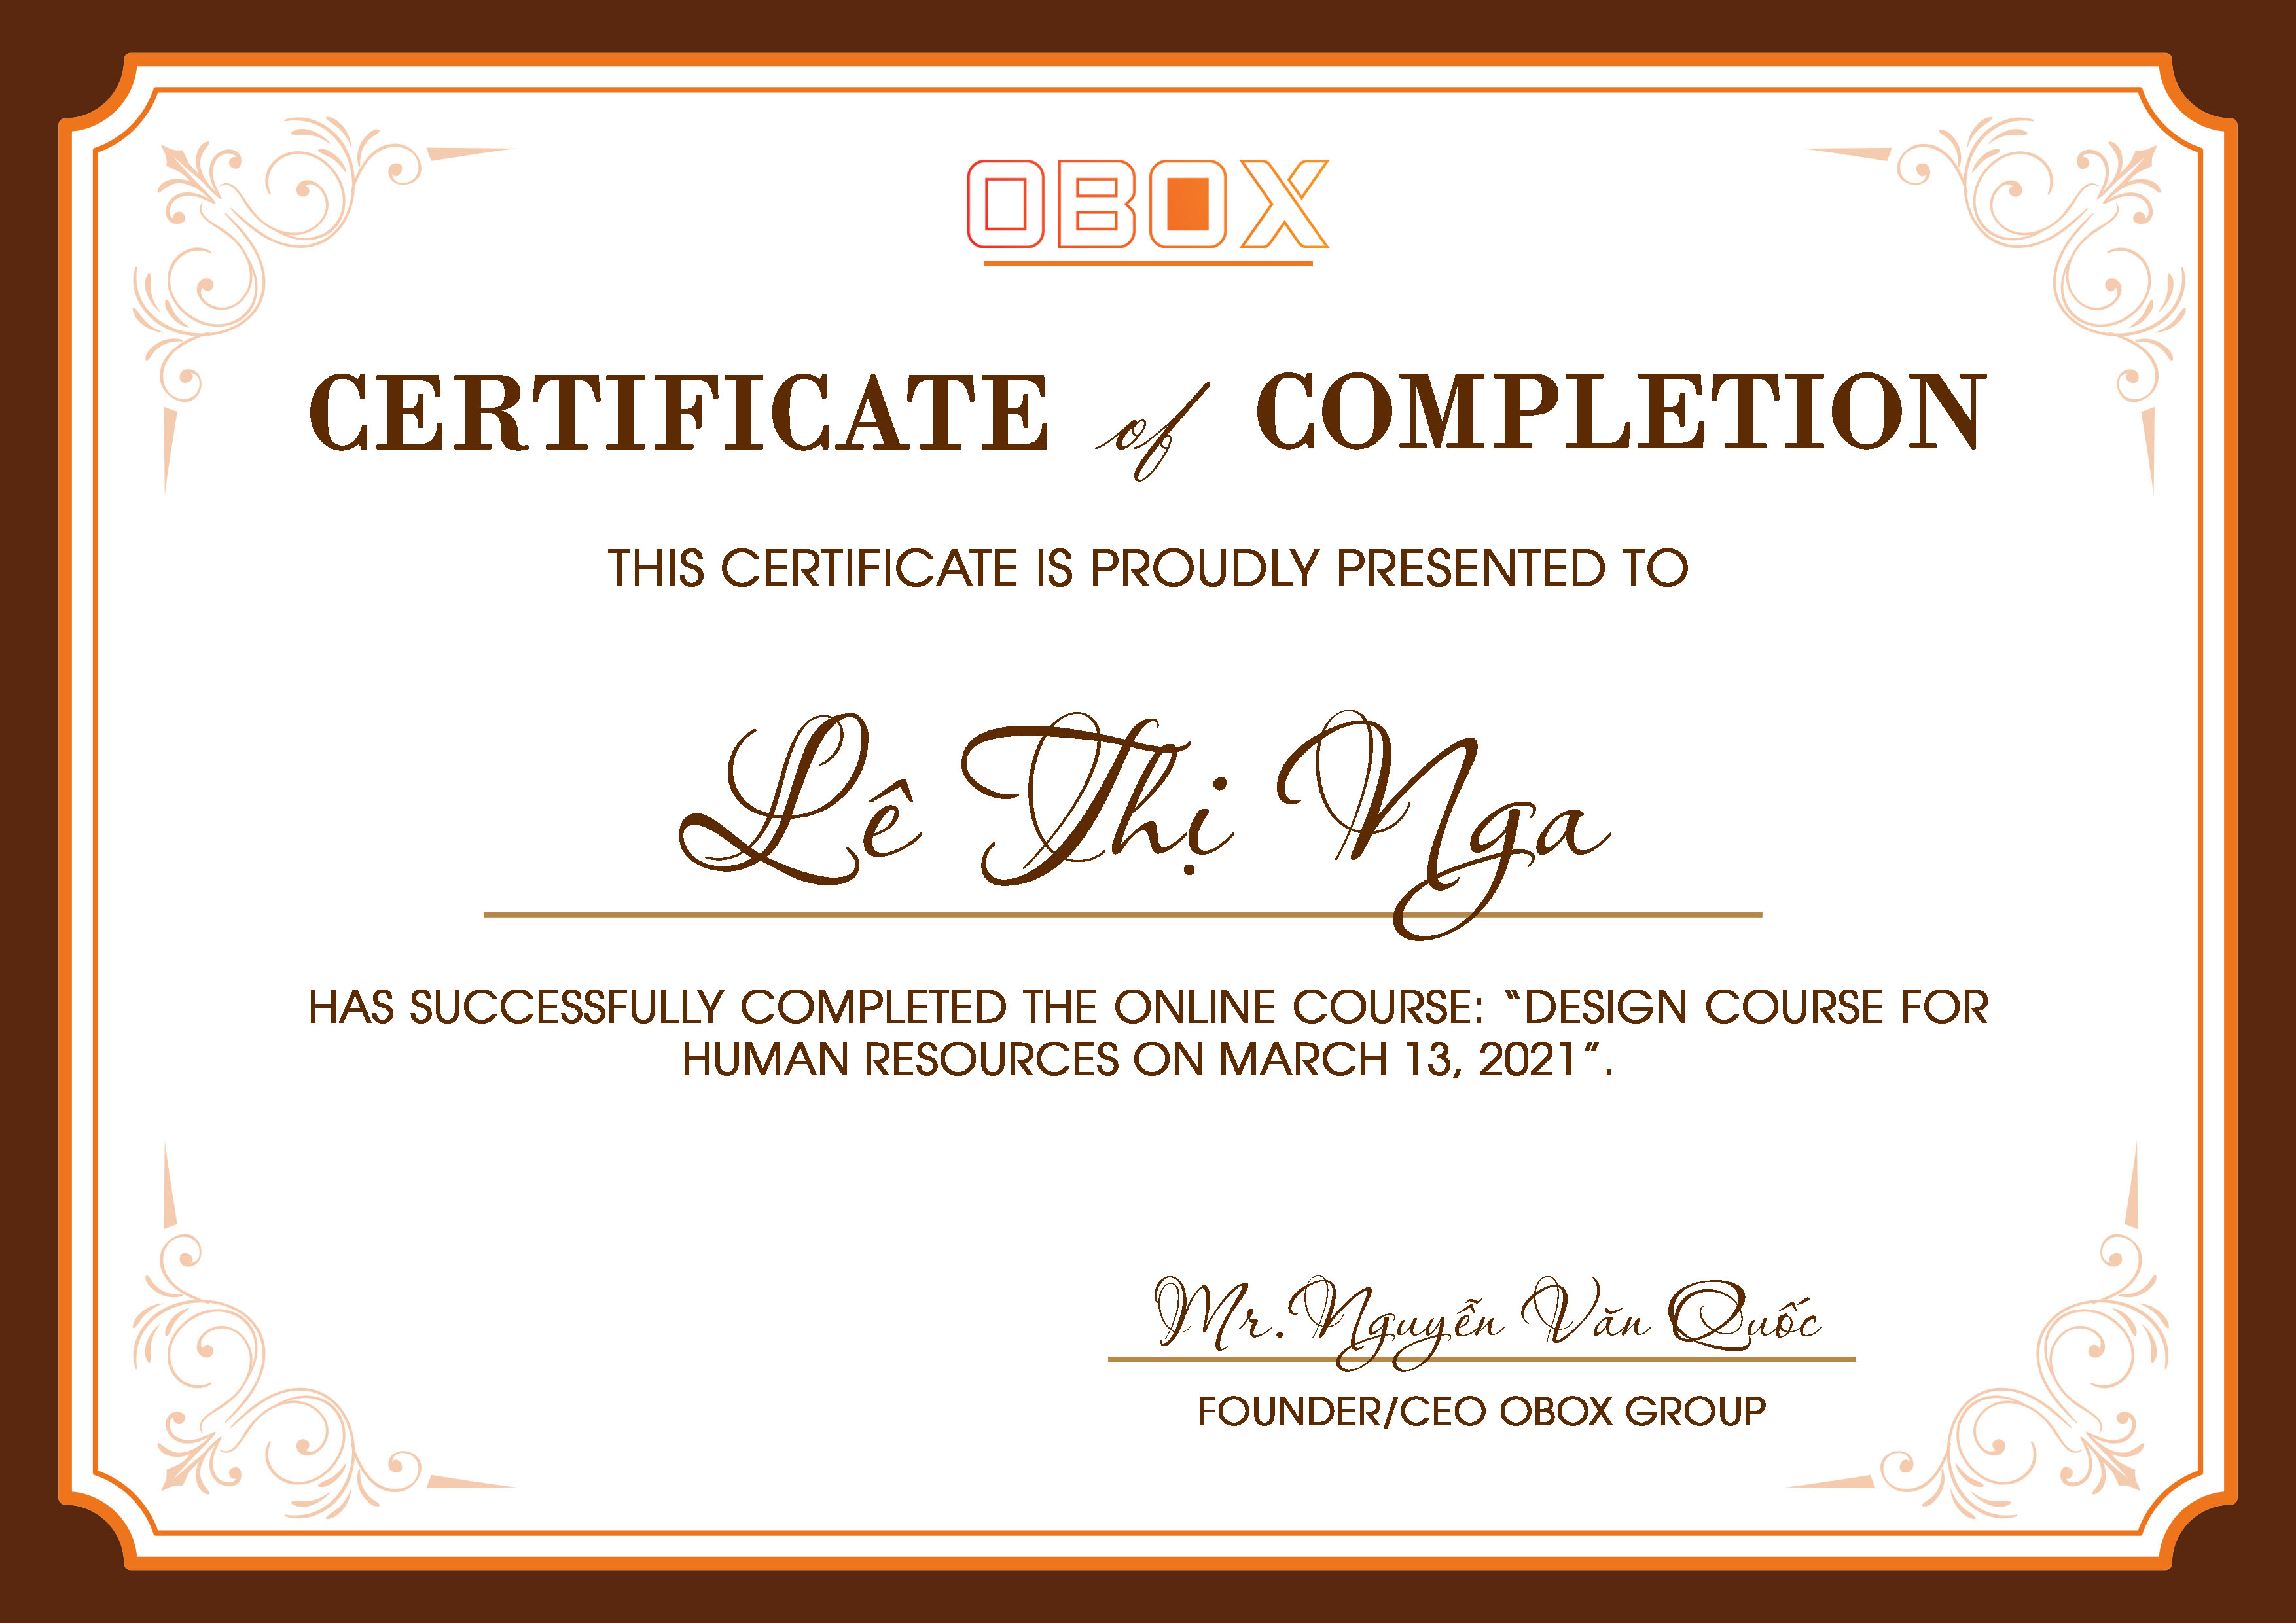 OBOX
CERTIFICATE of COMPLETION
THIS CERTIFICATE IS PROUDLY PRESENTED TO
Lê Thị Nga
HAS SUCCESSFULLY COMPLETED THE ONLINE COURSE: “DESIGN COURSE FOR
HUMAN RESOURCES ON MARCH 13, 2021”.
Mr.Nguyễn Văn Quốc
FOUNDER/CEO OBOX GROUP